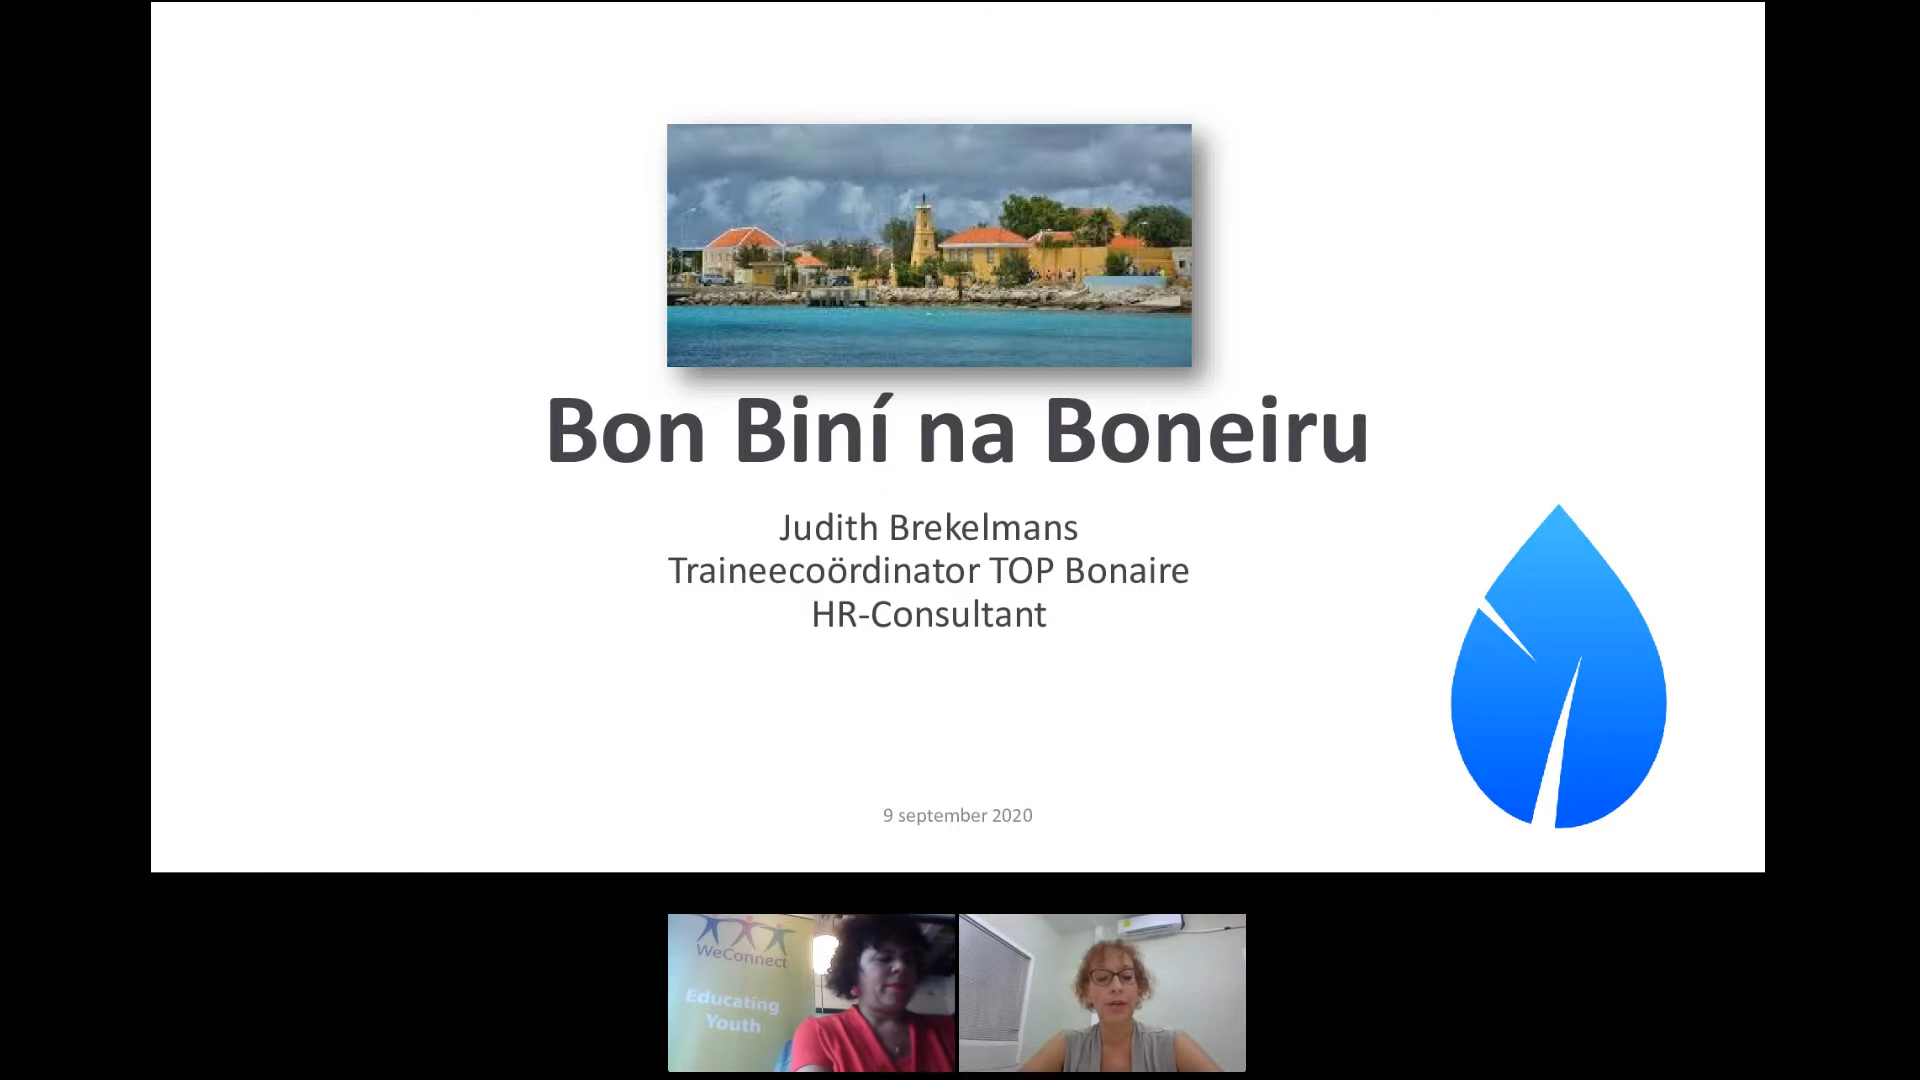 Bon Biní na Boneiru
Judith Brekelmans
Traineecoördinator TOP Bonaire
HR-Consultant
9 september 2020
WeConnect
Educating
Youth